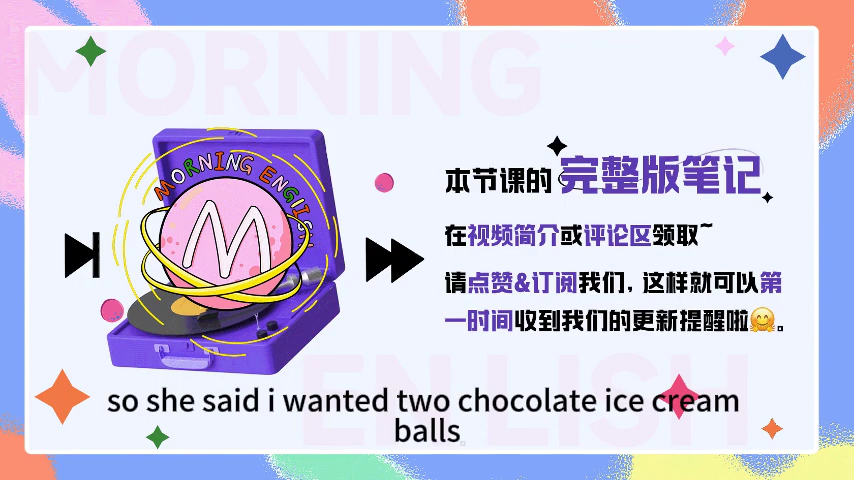 MORNING
MORNING ENGLISH
M
本节课的 完整版笔记
在视频简介或评论区领取~
请点赞&订阅我们，这样就可以第
一时间收到我们的更新提醒啦🤗。
EN LISH
so she said i wanted two chocolate ice cream
balls